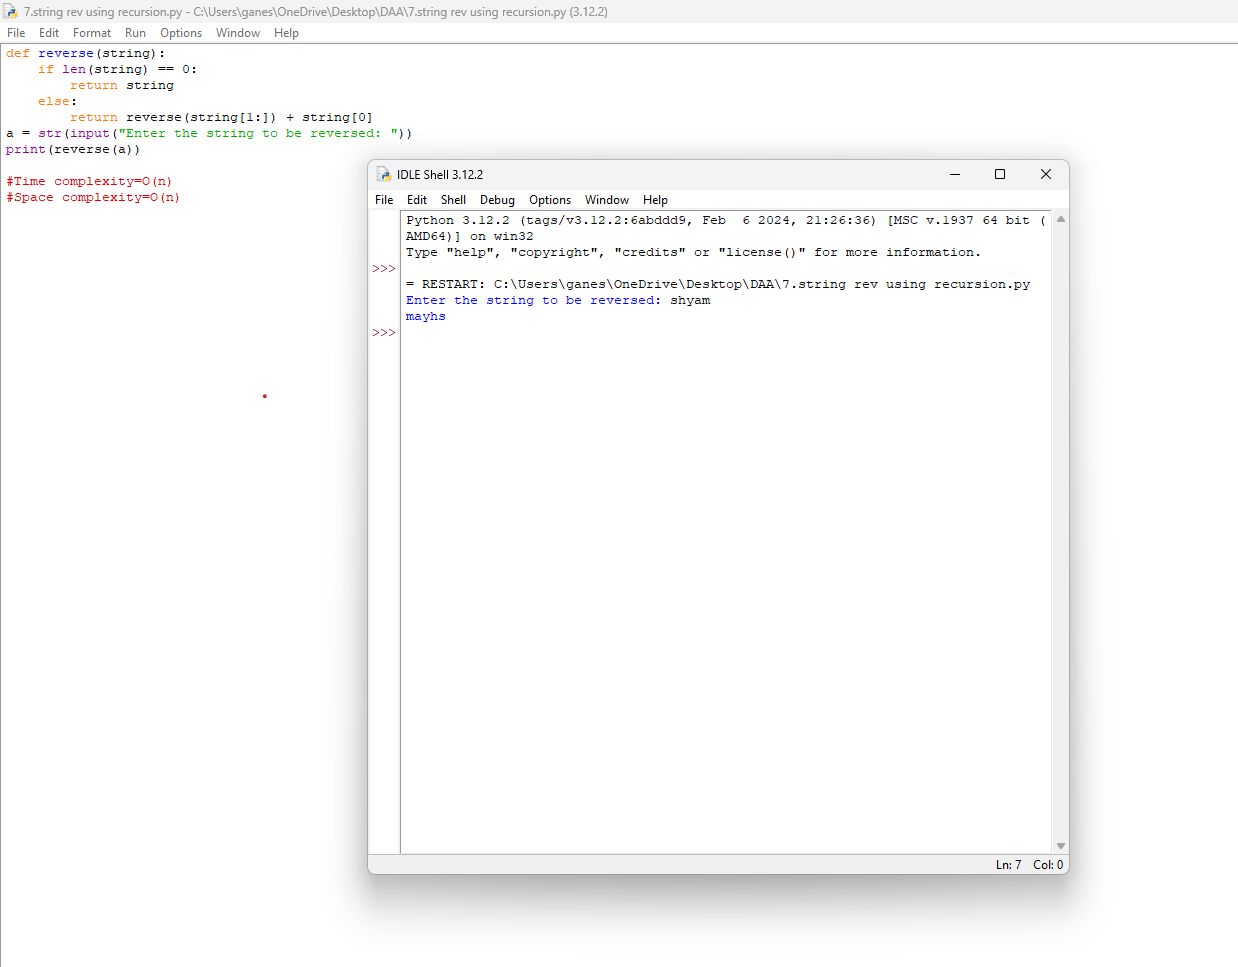 7.string rev using recursion.py - C:\Users\ganes\OneDrive\Desktop\DAA\7.string rev using recursion.py (3.12.2)
File Edit Format Run Options Window Help
def reverse(string):
    if len(string) == 0:
        return string
    else:
        return reverse(string[1:]) + string[0]
a = str(input("Enter the string to be reversed: "))
print(reverse(a))
#Time complexity=O(n)
#Space complexity=O(n)
IDLE Shell 3.12.2
File Edit Shell Debug Options Window Help
Python 3.12.2 (tags/v3.12.2:6abddd9, Feb  6 2024, 21:26:36) [MSC v.1937 64 bit (
AMD64)] on win32
Type "help", "copyright", "credits" or "license()" for more information.
>>>
= RESTART: C:\Users\ganes\OneDrive\Desktop\DAA\7.string rev using recursion.py
Enter the string to be reversed: shyam
mayhs
>>>
Ln: 7 Col: 0